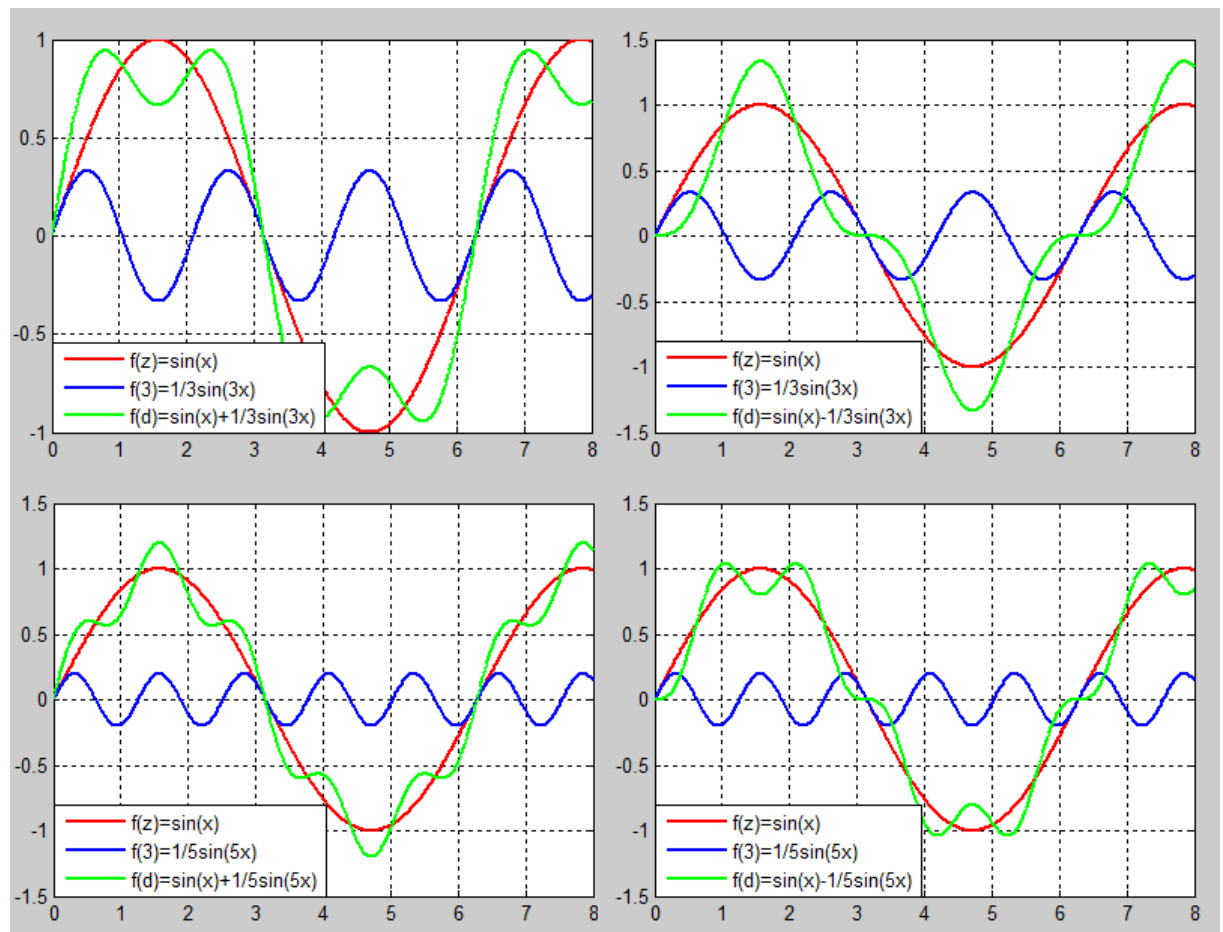 1
0.5
0
-0.5
-1
0 1 2 3 4 5 6 7 8
f(z)=sin(x)
f(3)=1/3sin(3x)
f(d)=sin(x)+1/3sin(3x)
1.5
1
0.5
0
-0.5
-1
-1.5
0 1 2 3 4 5 6 7 8
f(z)=sin(x)
f(3)=1/3sin(3x)
f(d)=sin(x)-1/3sin(3x)
1.5
1
0.5
0
-0.5
-1
-1.5
0 1 2 3 4 5 6 7 8
f(z)=sin(x)
f(3)=1/5sin(5x)
f(d)=sin(x)+1/5sin(5x)
1.5
1
0.5
0
-0.5
-1
-1.5
0 1 2 3 4 5 6 7 8
f(z)=sin(x)
f(3)=1/5sin(5x)
f(d)=sin(x)-1/5sin(5x)